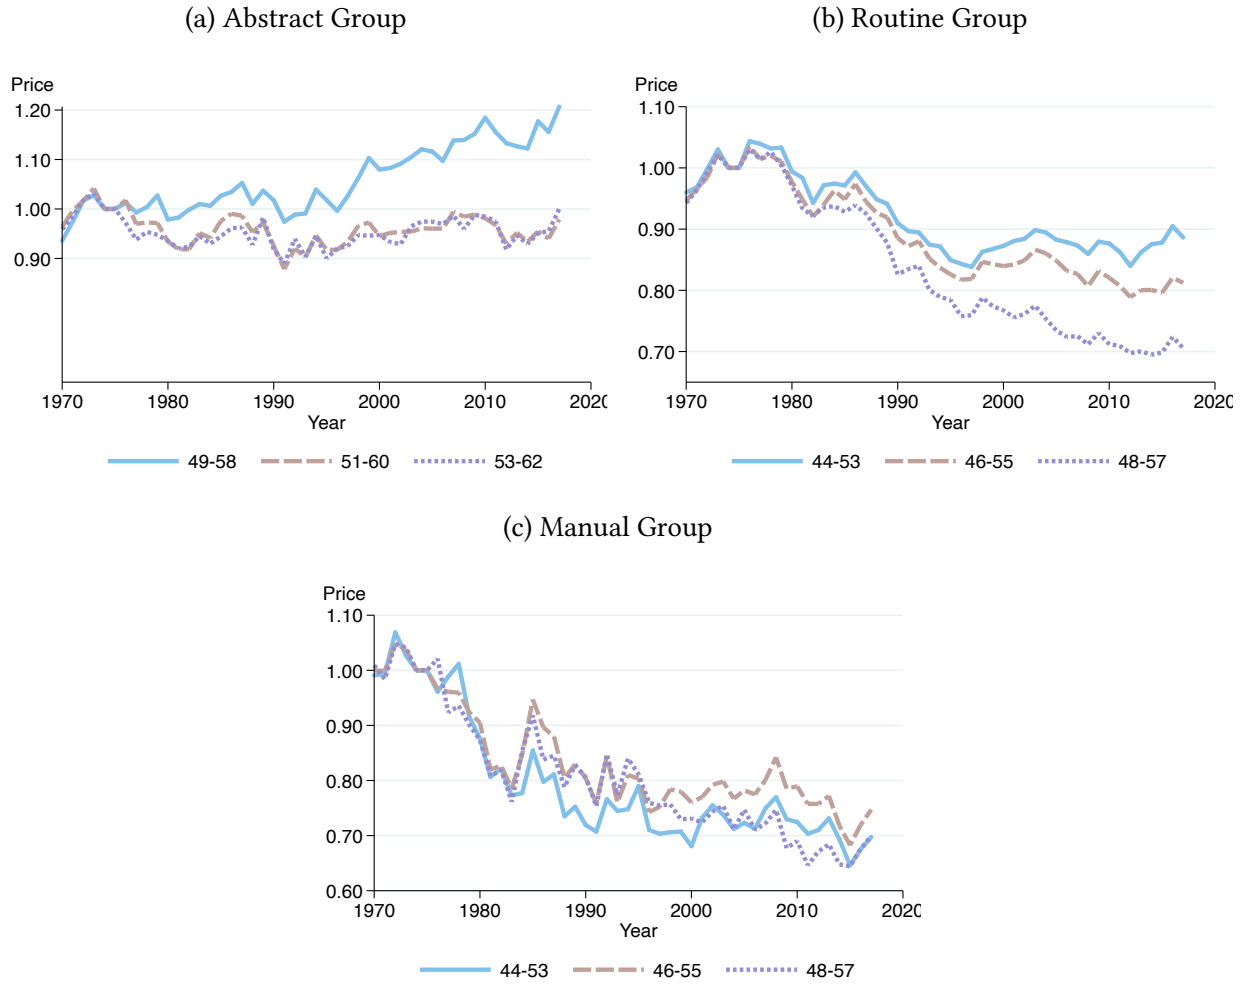 (a) Abstract Group
Price
1.20
1.10
1.00
0.90
1970 1980 1990 2000 2010 2020
Year
49-58 51-60 53-62
(b) Routine Group
Price
1.10
1.00
0.90
0.80
0.70
1970 1980 1990 2000 2010 2020
Year
44-53 46-55 48-57
(c) Manual Group
Price
1.10
1.00
0.90
0.80
0.70
0.60
1970 1980 1990 2000 2010 2020
Year
44-53 46-55 48-57